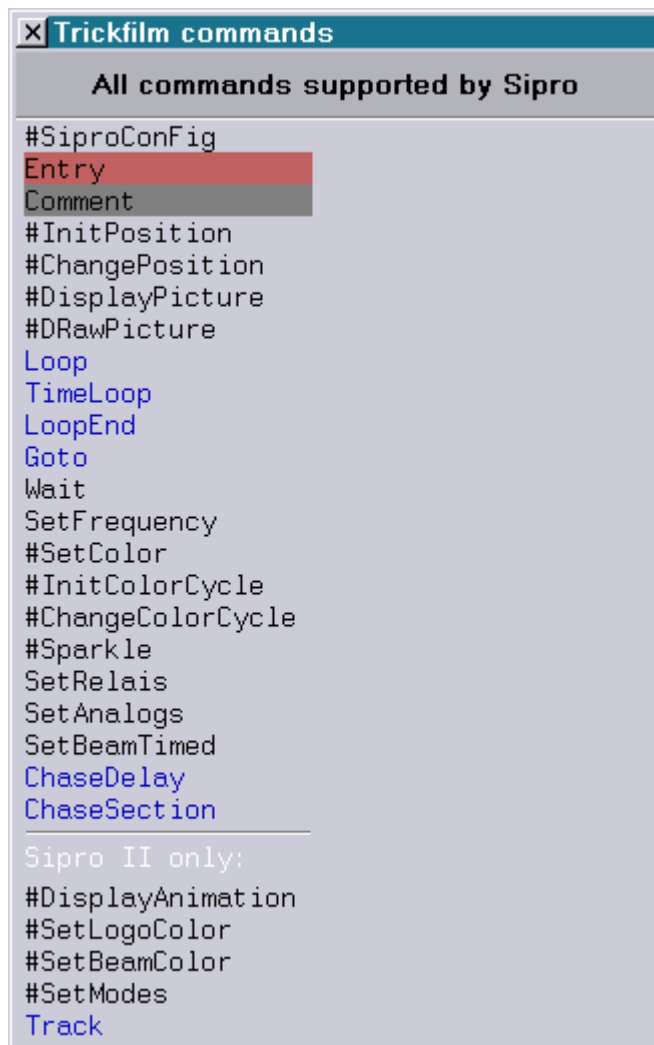 Trickfilm commands
All commands supported by Sipro
#SiproConFig
Entry
Comment
#InitPosition
#ChangePosition
#DisplayPicture
#DRawPicture
Loop
TimeLoop
LoopEnd
Goto
Wait
SetFrequency
#SetColor
#InitColorCycle
#ChangeColorCycle
#Sparkle
SetRelais
SetAnalogs
SetBeamTimed
ChaseDelay
ChaseSection
Sipro II only:
#DisplayAnimation
#SetLogoColor
#SetBeamColor
#SetModes
Track